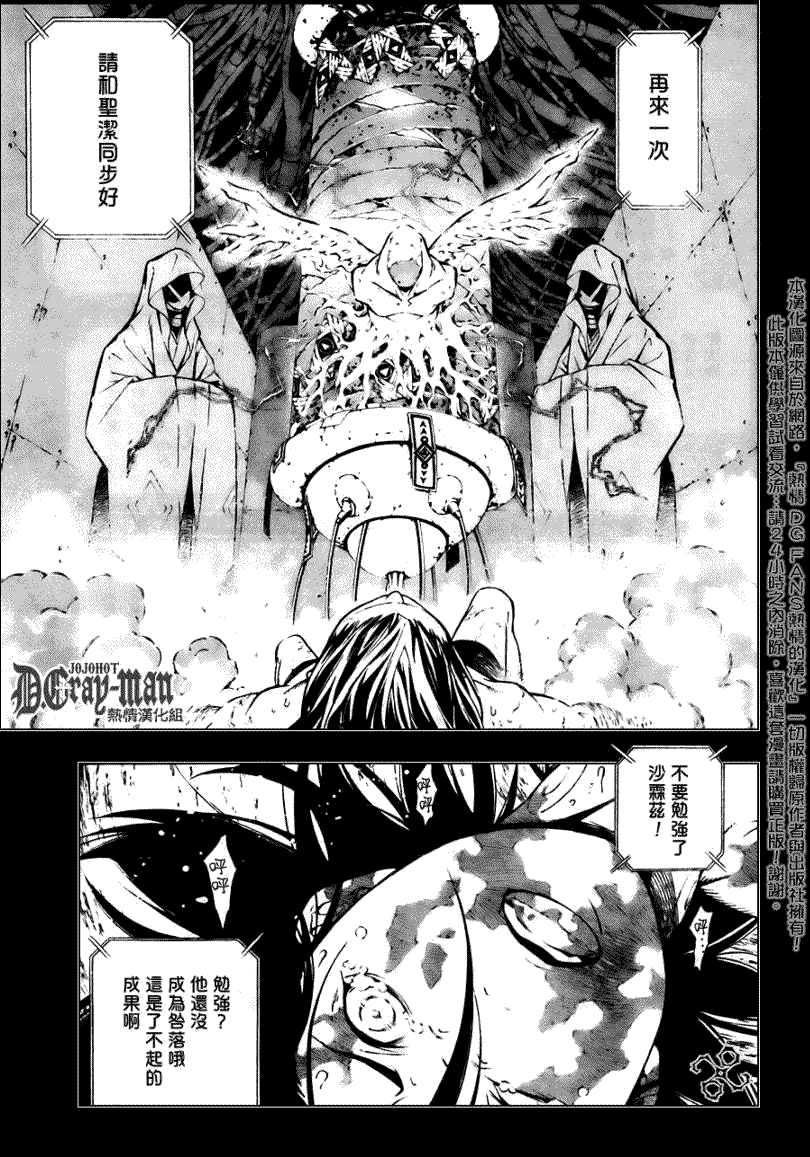 再來一次
請和聖潔同步好
JOJOHOT
D.Gray-man
熱情漢化組
不要勉強了
沙霖茲！
呼呼
呼呼
呼…
勉強？
他還沒
成為咎落哦
這是了不起的
成果啊
本漢化圖源來自於網路，『熱情DG FANS熱情的漢化』一切版權歸原作者與出版社擁有！
此版本僅供學習試看交流…請24小時之內消除。喜歡這套漫畫請購買正版！謝謝。